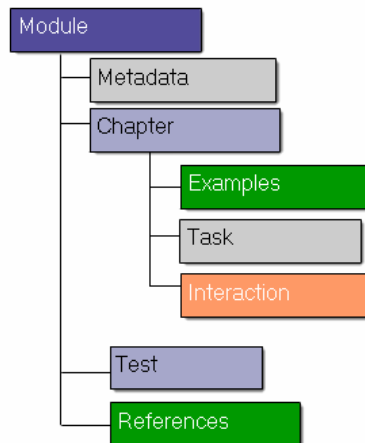 Module
Metadata
Chapter
Examples
Task
Interaction
Test
References